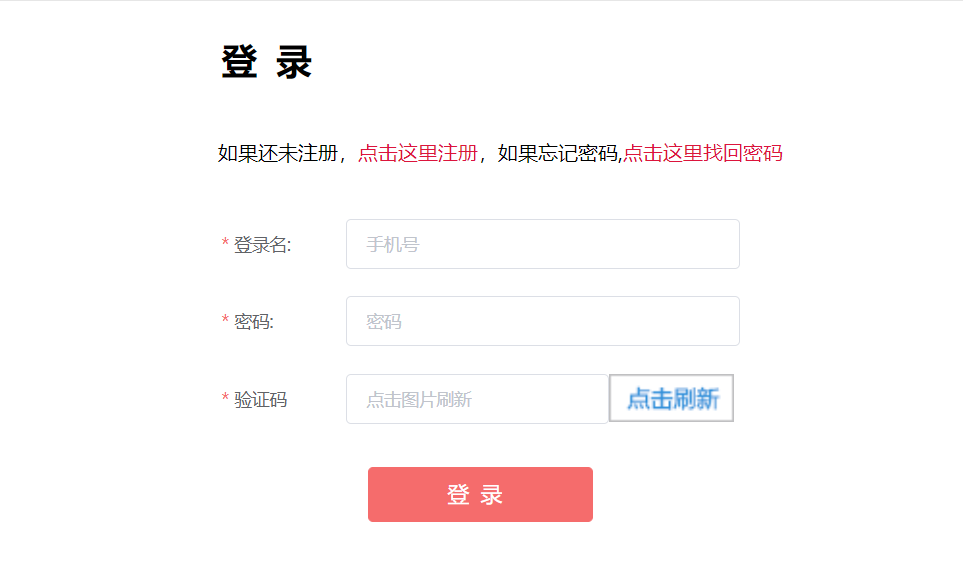 登 录
如果还未注册，点击这里注册，如果忘记密码,点击这里找回密码
* 登录名: 手机号
* 密码: 密码
* 验证码 点击图片刷新 点击刷新
登 录